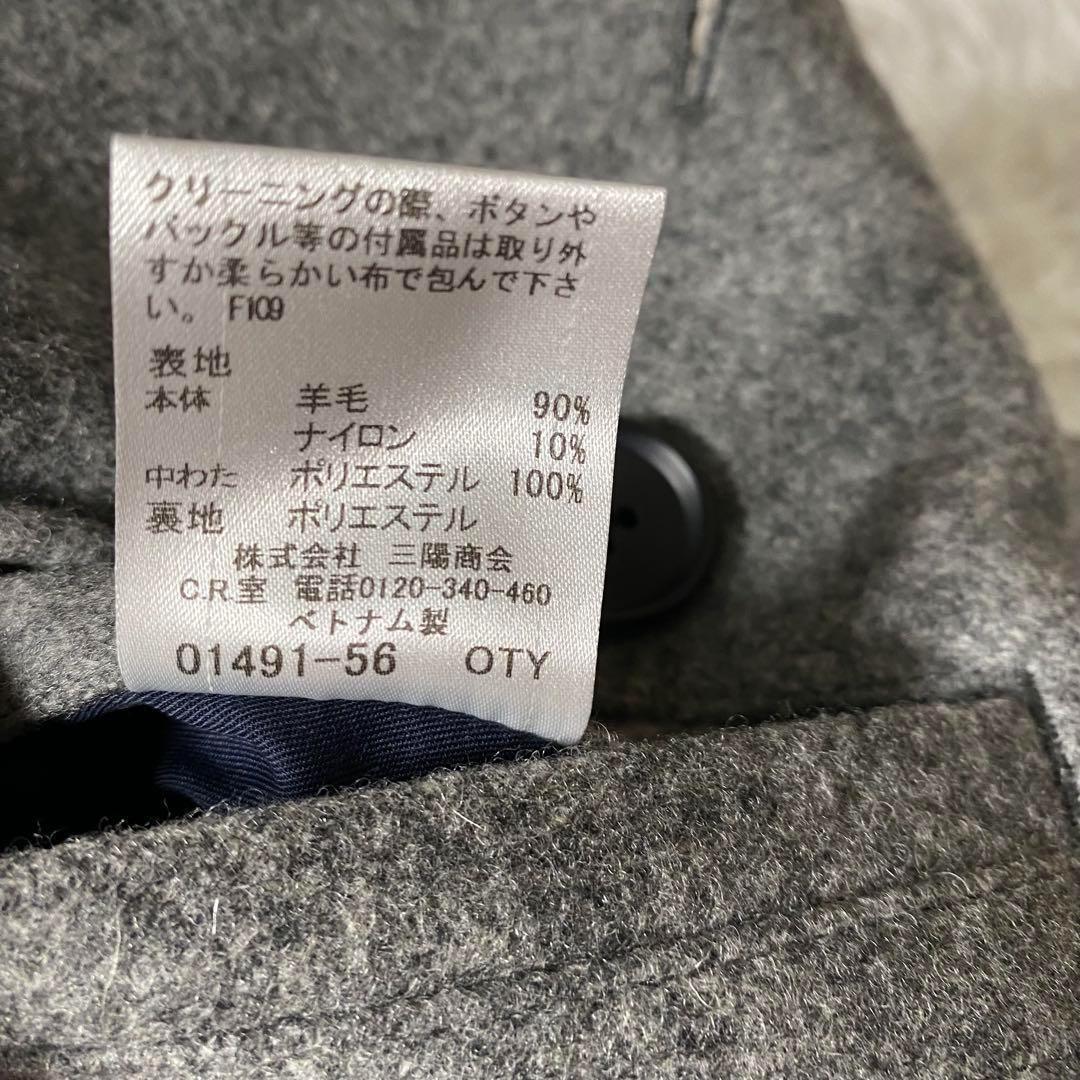 クリーニングの際、ボタンや
バックル等の付属品は取り外
すか柔らかい布で包んで下さ
い。 F109
表地
本体 羊毛 90%
ナイロン 10%
中わた ポリエステル 100%
裏地 ポリエステル
株式会社 三陽商会
C.R.室 電話0120-340-460
ベトナム製
01491-56 OTY